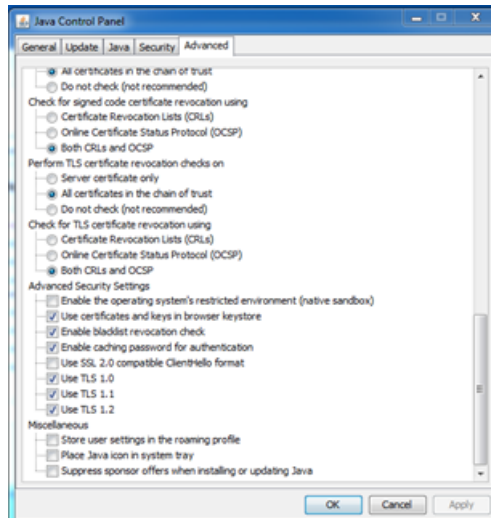 Java Control Panel
General Update Java Security Advanced
All certificates in the chain of trust
Do not check (not recommended)
Check for signed code certificate revocation using
Certificate Revocation Lists (CRLs)
Online Certificate Status Protocol (OCSP)
Both CRLs and OCSP
Perform TLS certificate revocation checks on
Server certificate only
All certificates in the chain of trust
Do not check (not recommended)
Check for TLS certificate revocation using
Certificate Revocation Lists (CRLs)
Online Certificate Status Protocol (OCSP)
Both CRLs and OCSP
Advanced Security Settings
Enable the operating system's restricted environment (native sandbox)
Use certificates and keys in browser keystore
Enable blacklist revocation check
Enable caching password for authentication
Use SSL 2.0 compatible ClientHello format
Use TLS 1.0
Use TLS 1.1
Use TLS 1.2
Miscellaneous
Store user settings in the roaming profile
Place Java icon in system tray
Suppress sponsor offers when installing or updating Java
OK Cancel Apply